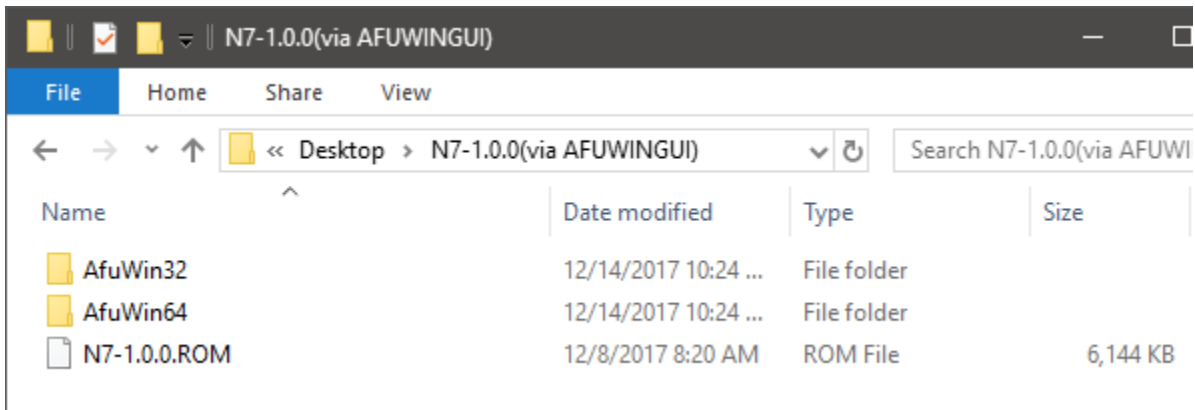 N7-1.0.0(via AFUWINGUI)
File Home Share View
« Desktop › N7-1.0.0(via AFUWINGUI) Search N7-1.0.0(via AFUWI
Name Date modified Type Size
AfuWin32 12/14/2017 10:24 ... File folder
AfuWin64 12/14/2017 10:24 ... File folder
N7-1.0.0.ROM 12/8/2017 8:20 AM ROM File 6,144 KB